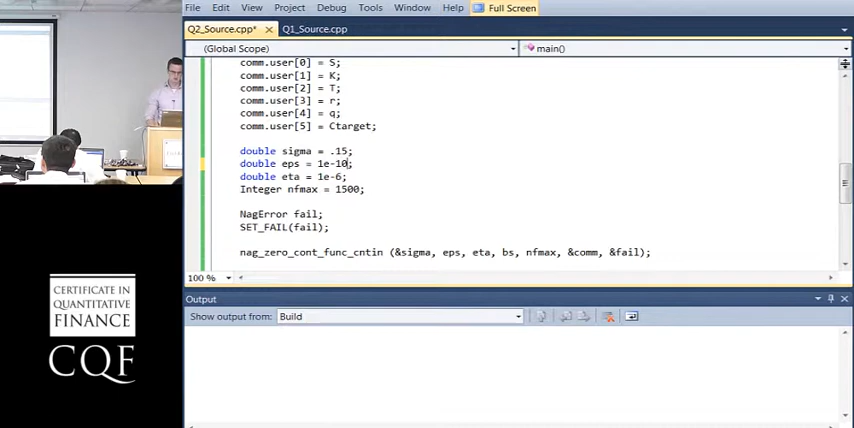 File Edit View Project Debug Tools Window Help Full Screen
Q2_Source.cpp* Q1_Source.cpp
(Global Scope) main()
comm.user[0] = S;
comm.user[1] = K;
comm.user[2] = T;
comm.user[3] = r;
comm.user[4] = q;
comm.user[5] = Ctarget;
double sigma = .15;
double eps = 1e-10;
double eta = 1e-6;
Integer nfmax = 1500;
NagError fail;
SET_FAIL(fail);
nag_zero_cont_func_cntin (&sigma, eps, eta, bs, nfmax, &comm, &fail);
100 %
Output
Show output from: Build
CERTIFICATE IN
QUANTITATIVE
FINANCE
CQF